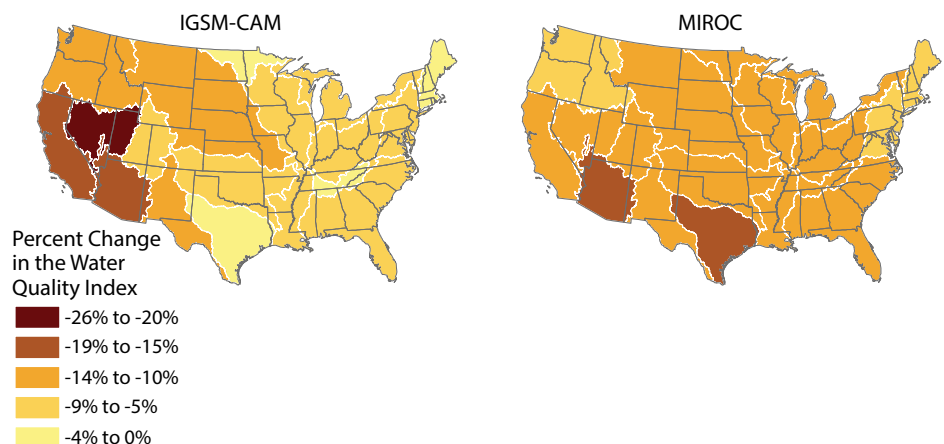 IGSM-CAM
MIROC
Percent Change
in the Water
Quality Index
-26% to -20%
-19% to -15%
-14% to -10%
-9% to -5%
-4% to 0%